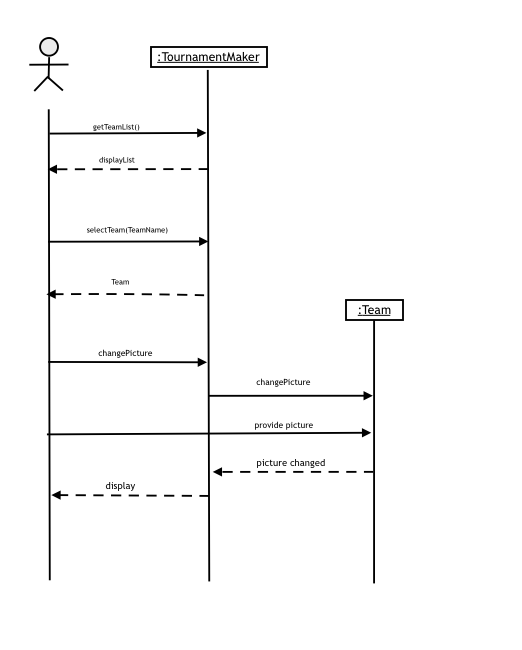 :TournamentMaker
getTeamList()
displayList
selectTeam(TeamName)
Team
:Team
changePicture
changePicture
provide picture
picture changed
display